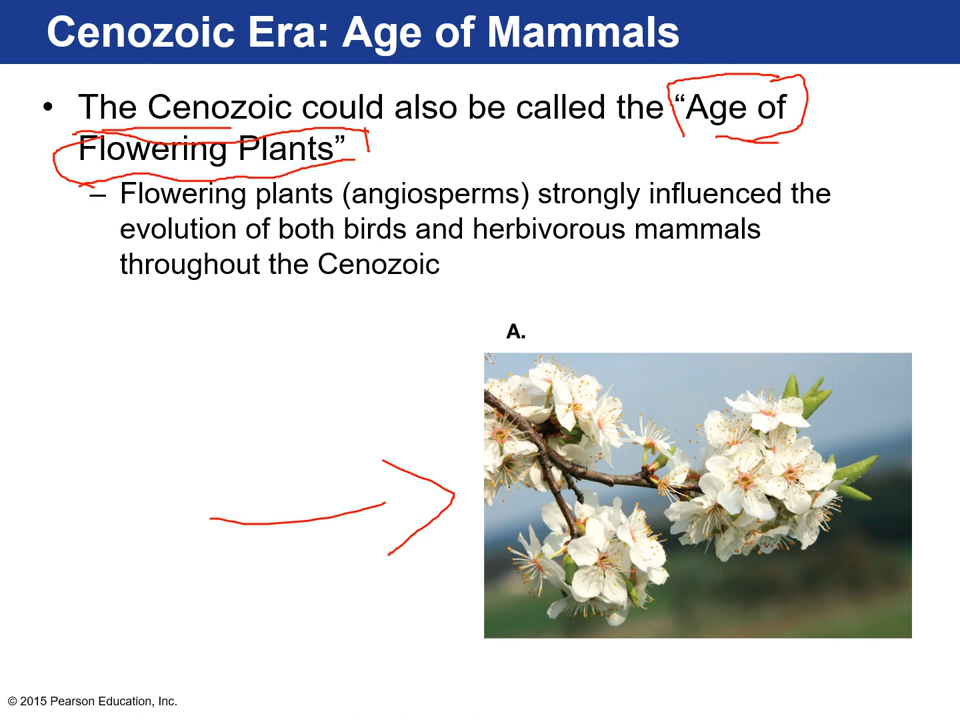 Cenozoic Era: Age of Mammals
• The Cenozoic could also be called the “Age of
Flowering Plants”
– Flowering plants (angiosperms) strongly influenced the
evolution of both birds and herbivorous mammals
throughout the Cenozoic
A.
© 2015 Pearson Education, Inc.